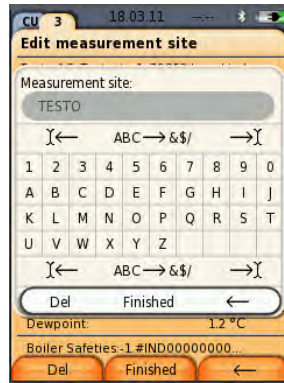 CU 3 18.03.11 --:--
Edit measurement site
Measurement site:
TESTO
ABC→&$/
1 2 3 4 5 6 7 8 9 0
A B C D E F G H I J
K L M N O P Q R S T
U V W X Y Z
ABC→&$/
Del Finished ←
Dewpoint: 1.2 °C
Boiler Safeties:-1.#IND00000000...
Del Finished ←